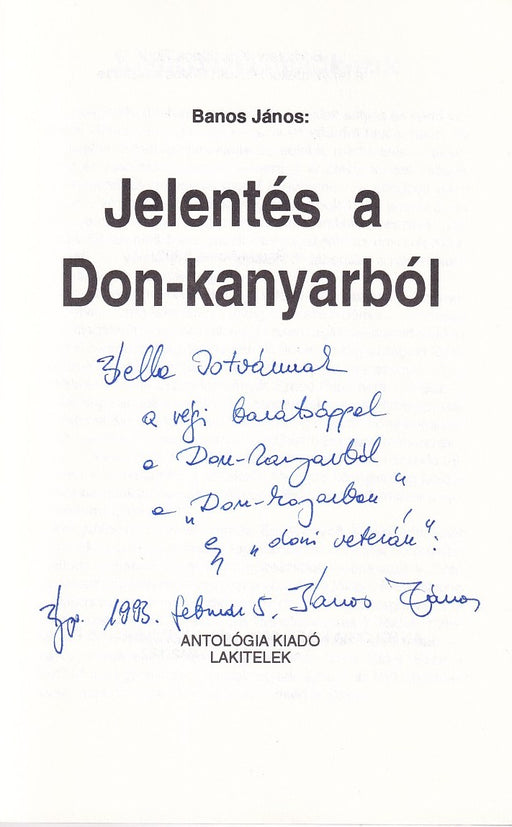 Banos János:
Jelentés a
Don-kanyarból
Bella Istvánnak
a régi barátsággal
a Don-kanyarból
a „Don-kanyarban”
egy „doni veterán”:
Bp. 1993. február 5. Banos János
ANTOLÓGIA KIADÓ
LAKITELEK